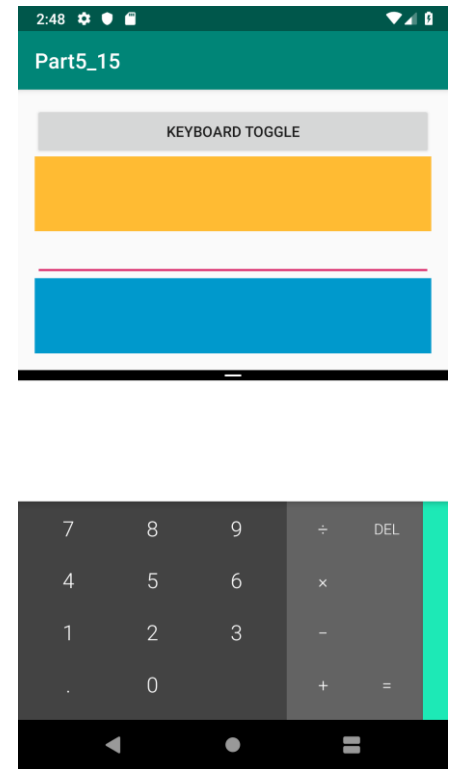 2:48
Part5_15
KEYBOARD TOGGLE
7 8 9 ÷ DEL
4 5 6 ×
1 2 3 −
. 0 + =